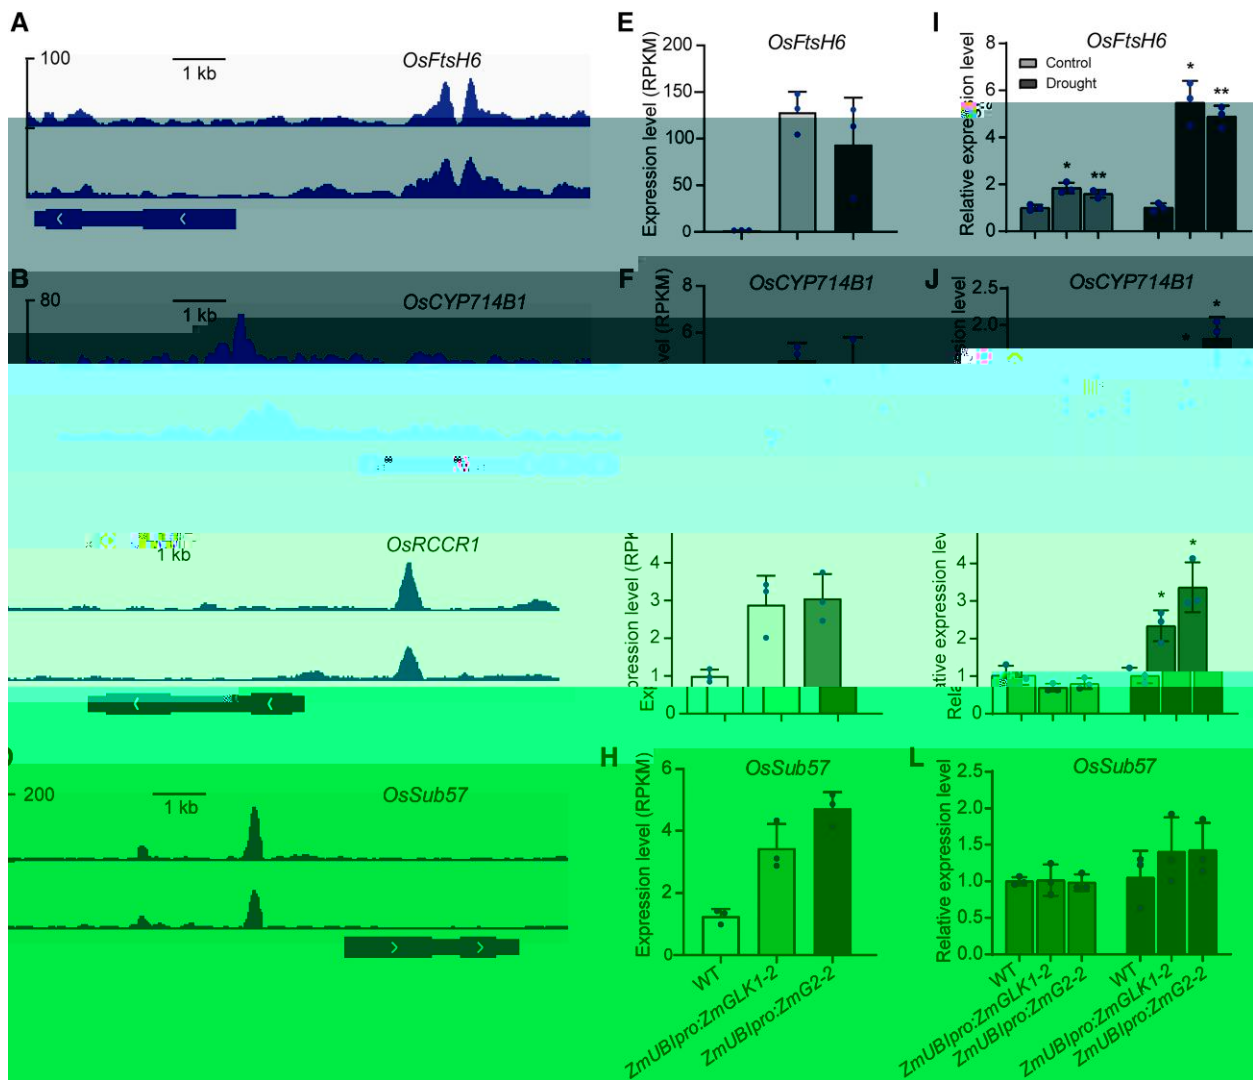 A
100
1 kb
OsFtsH6
B
80
1 kb
OsCYP714B1
1 kb
OsRCCR1
200
1 kb
OsSub57
E
OsFtsH6
Expression level (RPKM)
200
150
100
50
0
F
OsCYP714B1
(RPKM)
8
6
Expression level
4
3
2
1
0
H
OsSub57
Expression level (RPKM)
6
4
2
0
WT
ZmUBIpro:ZmGLK1-2
ZmUBIpro:ZmG2-2
I
OsFtsH6
Relative expression level
8
6
4
2
0
Control
Drought
*
**
*
**
J
OsCYP714B1
level
2.5
2.0
*
*
expression
4
3
2
1
0
*
*
L
OsSub57
Relative expression level
2.5
2.0
1.5
1.0
0.5
0.0
WT
ZmUBIpro:ZmGLK1-2
ZmUBIpro:ZmG2-2
WT
ZmUBIpro:ZmGLK1-2
ZmUBIpro:ZmG2-2